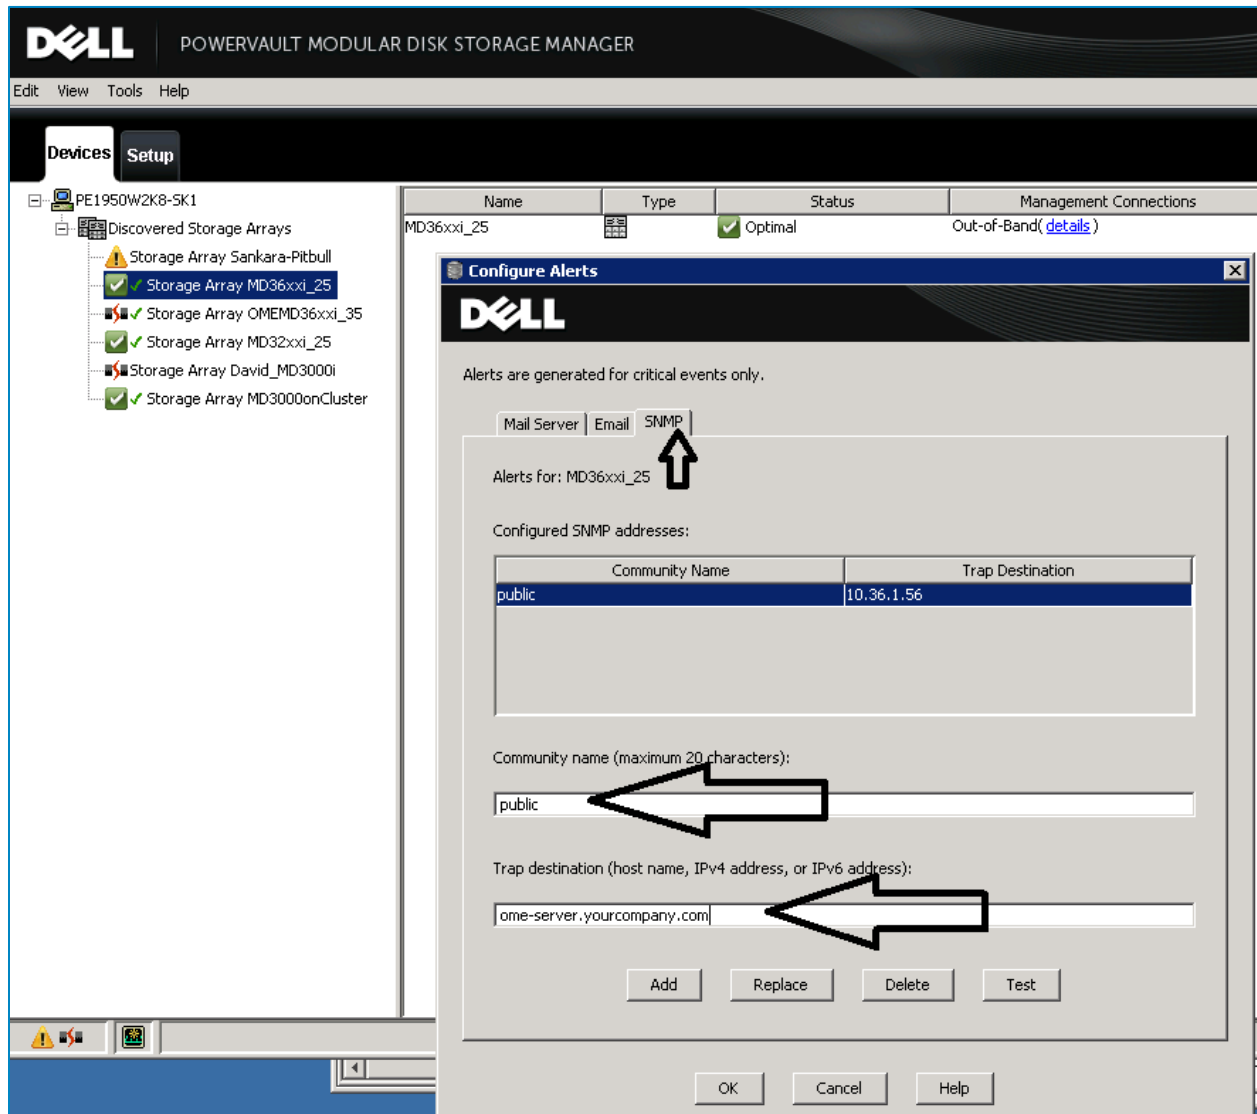 DELL
POWERVAULT MODULAR DISK STORAGE MANAGER
Edit View Tools Help
Devices Setup
PE1950W2K8-SK1
Discovered Storage Arrays
Storage Array Sankara-Pitbull
Storage Array MD36xxi_25
Storage Array OMEMD36xxi_35
Storage Array MD32xxi_25
Storage Array David_MD3000i
Storage Array MD3000onCluster
Name Type Status Management Connections
MD36xxi_25 Optimal Out-of-Band(details)
Configure Alerts
DELL
Alerts are generated for critical events only.
Mail Server Email SNMP
Alerts for: MD36xxi_25
Configured SNMP addresses:
Community Name Trap Destination
public 10.36.1.56
Community name (maximum 20 characters):
public
Trap destination (host name, IPv4 address, or IPv6 address):
ome-server.yourcompany.com
Add Replace Delete Test
OK Cancel Help